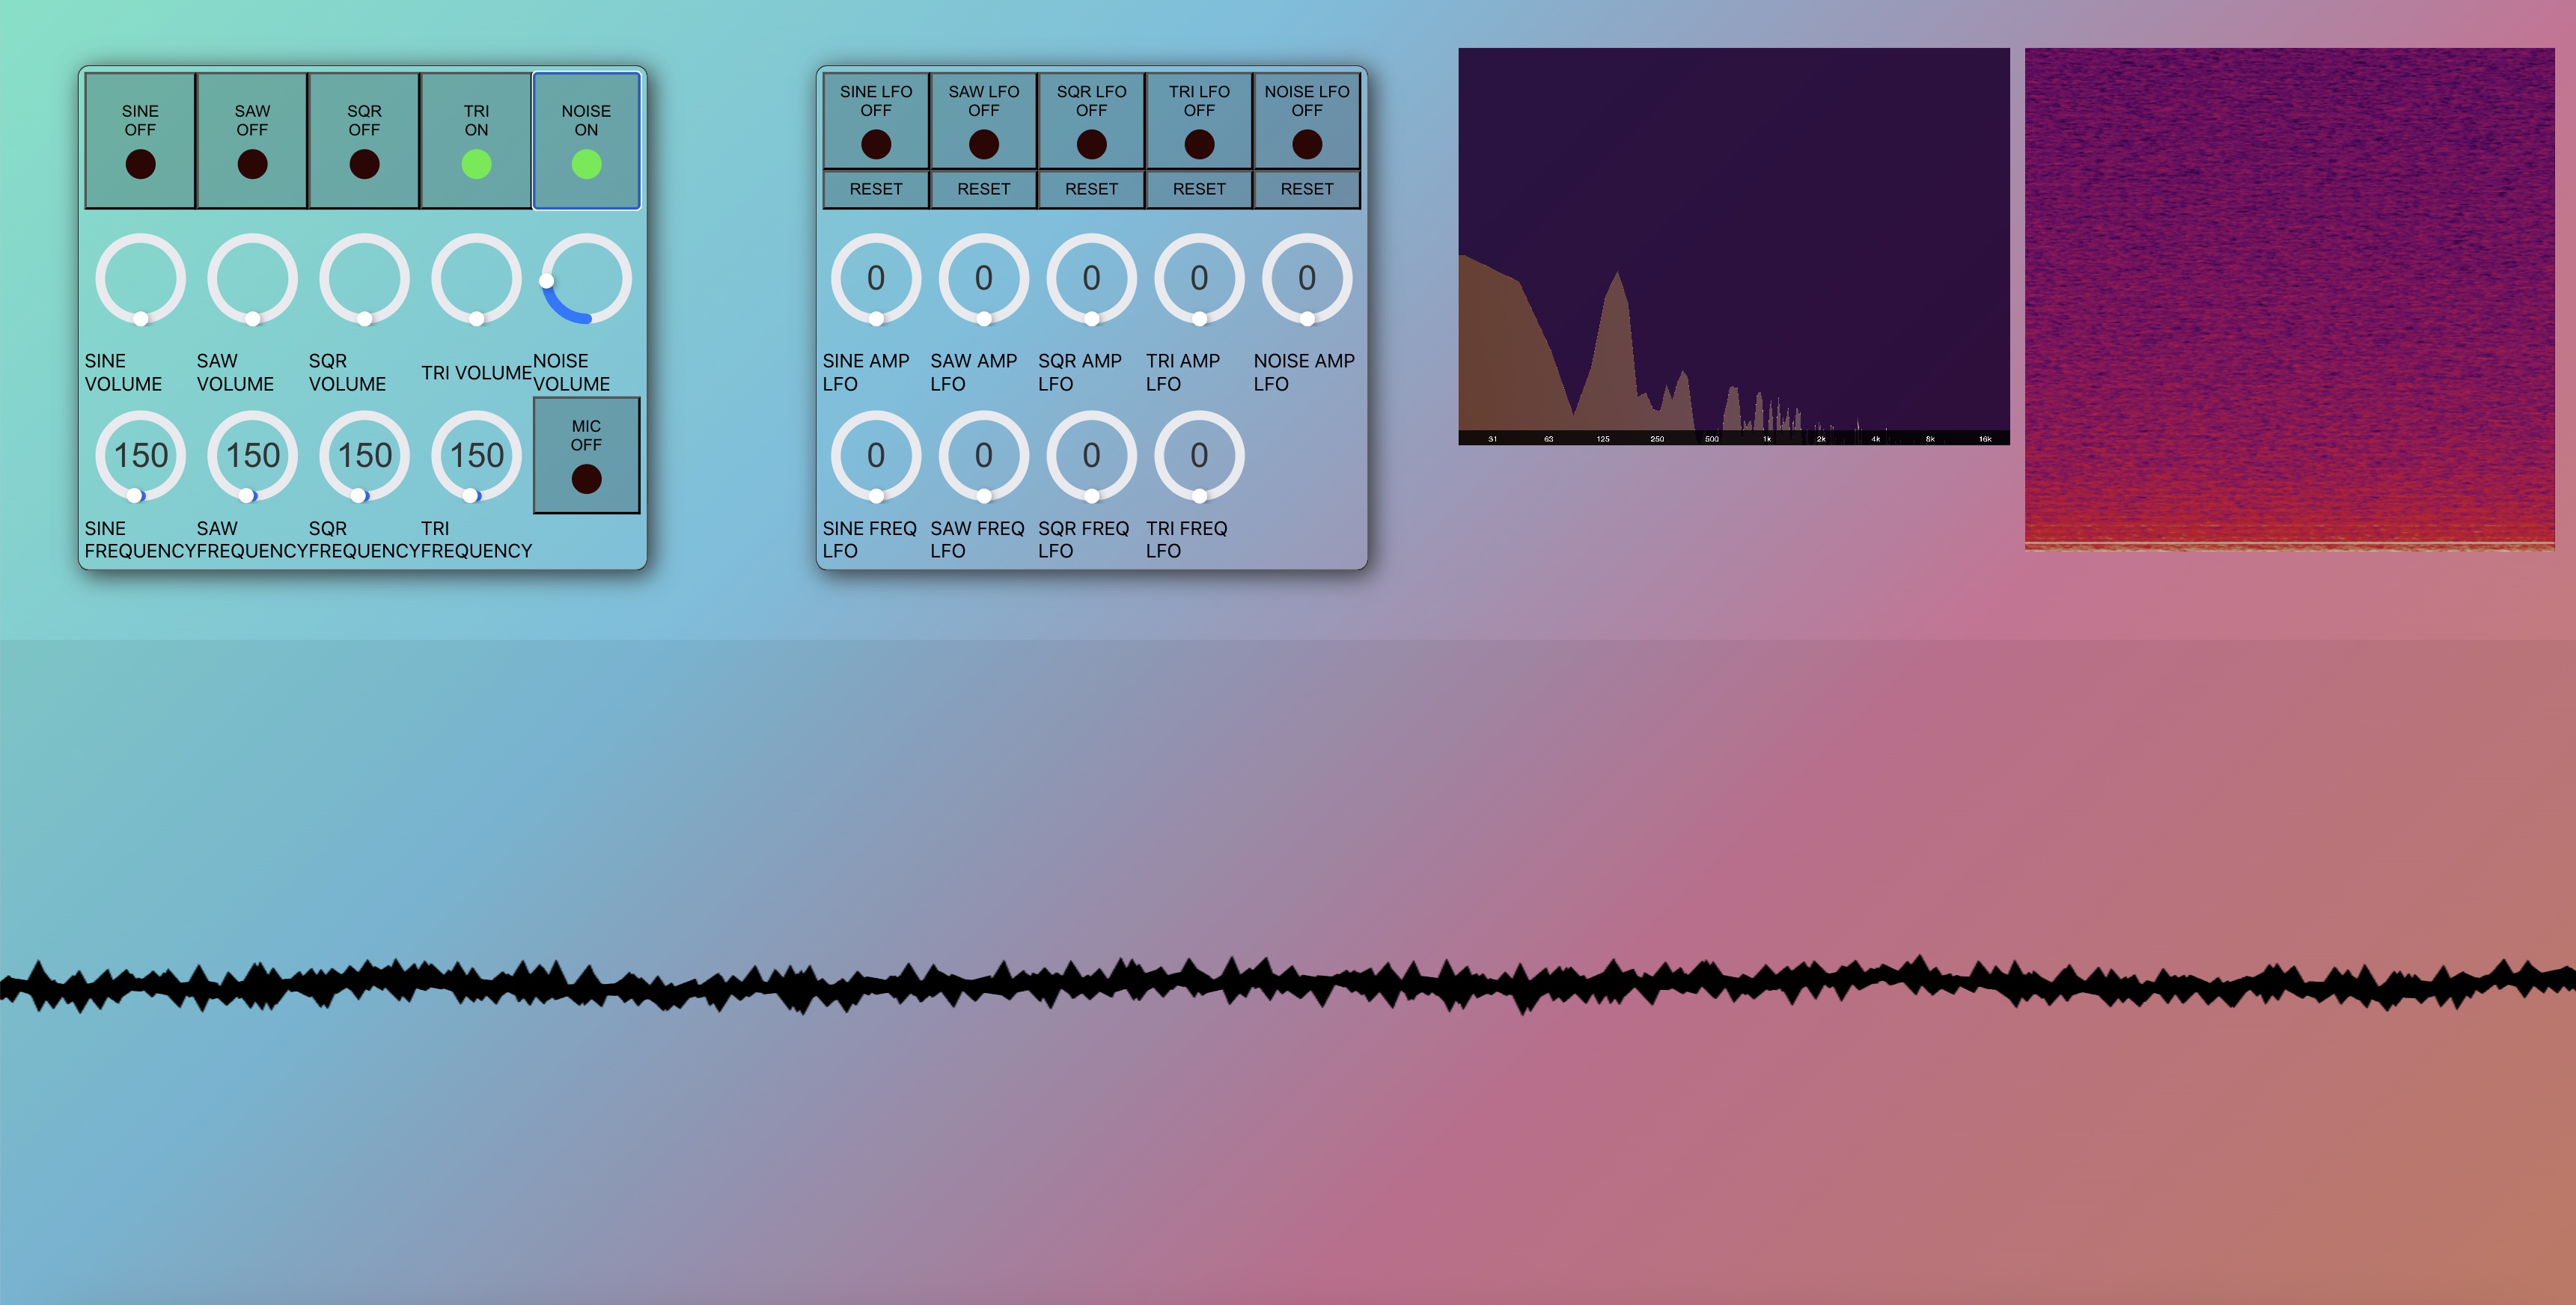 SINE
OFF
SAW
OFF
SQR
OFF
TRI
ON
NOISE
ON
SINE
VOLUME
SAW
VOLUME
SQR
VOLUME
TRI VOLUME
NOISE
VOLUME
150
150
150
150
MIC
OFF
SINE
FREQUENCY
SAW
FREQUENCY
SQR
FREQUENCY
TRI
FREQUENCY
SINE LFO
OFF
SAW LFO
OFF
SQR LFO
OFF
TRI LFO
OFF
NOISE LFO
OFF
RESET
RESET
RESET
RESET
RESET
0
0
0
0
0
SINE AMP
LFO
SAW AMP
LFO
SQR AMP
LFO
TRI AMP
LFO
NOISE AMP
LFO
0
0
0
0
SINE FREQ
LFO
SAW FREQ
LFO
SQR FREQ
LFO
TRI FREQ
LFO
31 63 125 250 500 1k 2k 4k 8k 16k